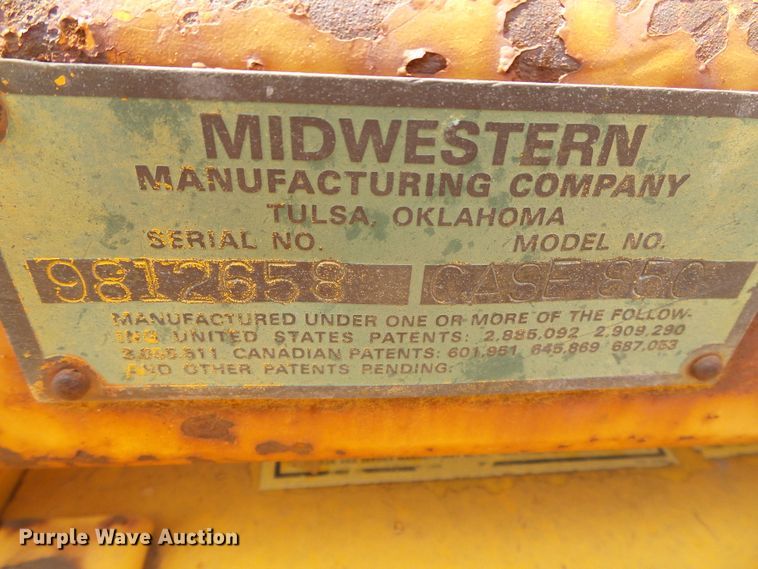 MIDWESTERN
MANUFACTURING COMPANY
TULSA, OKLAHOMA
SERIAL NO. MODEL NO.
9812658 CASE 85C
MANUFACTURED UNDER ONE OR MORE OF THE FOLLOW-
ING UNITED STATES PATENTS: 2,885,092 2,909,290
CANADIAN PATENTS: 601,951 645,869 687,053
AND OTHER PATENTS PENDING.
Purple Wave Auction